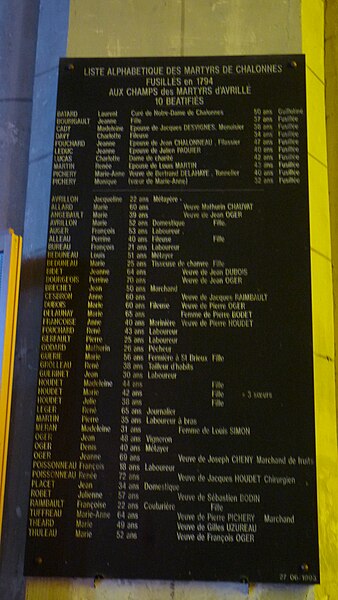 LISTE ALPHABETIQUE DES MARTYRS DE CHALONNES
FUSILLÉS en 1794
AUX CHAMPS des MARTYRS d'AVRILLE
10 BEATIFIÉS
BATARD Laurent Curé de Notre-Dame de Chalonnes 50 ans Guillotiné
BOURIGAULT Jeanne Fille 37 ans Fusillée
CADY Madeleine Epouse de Jacques DESVIGNES, Menuisier 38 ans Fusillée
DAVY Charlotte Fileuse 34 ans Fusillée
FOUCHARD Jeanne Epouse de Jean CHALONNEAU, Filassier 47 ans Fusillée
LEDUC Jeanne Epouse de Julien PAQUIER 40 ans Fusillée
LUCAS Charlotte Dame de charité 42 ans Fusillée
MARTIN Renée Epouse de Louis MARTIN 43 ans Fusillée
PICHERY Marie-Anne Veuve de Bertrand DELAHAYE, Tonnelier 40 ans Fusillée
PICHERY Monique (sœur de Marie-Anne) 32 ans Fusillée
AVRILLON Jacqueline 22 ans Métayère
ALLARD Marie 60 ans Veuve Mathurin CHAUVAT
ANGEBAULT Marie 39 ans Veuve de Jean OGER
AVRILLON Marie 52 ans Domestique Fille
AUGER François 53 ans Laboureur
ALLEAU Perrine 40 ans Fileuse Fille
BUREAU François 21 ans Laboureur
BEDUNEAU Louis 51 ans Métayer
BEDUNEAU Marie 25 ans Tisseuse de chanvre Fille
BIDET Jeanne 64 ans Veuve de Jean DUBOIS
BOURGEOIS Perrine 70 ans Veuve de Jean OGER
BRECHET Jean 50 ans Marchand
CESBRON Anne 60 ans Veuve de Jacques RAIMBAULT
DUBOIS Marie 60 ans Fileuse Veuve de Pierre OGER
DELAUNAY Marie 65 ans Femme de Pierre BODET
FRANÇOISE Anne 40 ans Marinière Veuve de Pierre HOUDET
FOUCHARD René 43 ans Laboureur
GERFAULT Pierre 25 ans Laboureur
GODARD Mathurin 26 ans Pécheur
GUERIE Marie 56 ans Fermière à St Brieux Fille
GROLLEAU René 38 ans Tailleur d'habits
GUERINET Jean 30 ans Laboureur
HOUDET Madeleine 44 ans Fille
HOUDET Marie 42 ans Fille + 3 sœurs
HOUDET Julie 38 ans Fille
LEGER René 65 ans Journalier
MARTIN Pierre 35 ans Laboureur à bras
MERAN Madeleine 31 ans Femme de Louis SIMON
OGER Jean 48 ans Vigneron
OGER Denis 40 ans Métayer
OGER Jeanne 69 ans Veuve de Joseph CHENY Marchand de fruits
POISSONNEAU François 18 ans Laboureur
POISSONNEAU Renée 72 ans Veuve de Jacques HOUDET Chirurgien
PLACET Jean 34 ans Domestique
ROBET Julienne 57 ans Veuve de Sébastien BODIN
RAIMBAULT Françoise 22 ans Couturière Fille
TUFFREAU Marie-Anne 64 ans Veuve de Pierre PICHERY Marchand
THEARD Marie 49 ans Veuve de Gilles UZUREAU
THULEAU Marie 52 ans Veuve de François OGER
27 06 1993